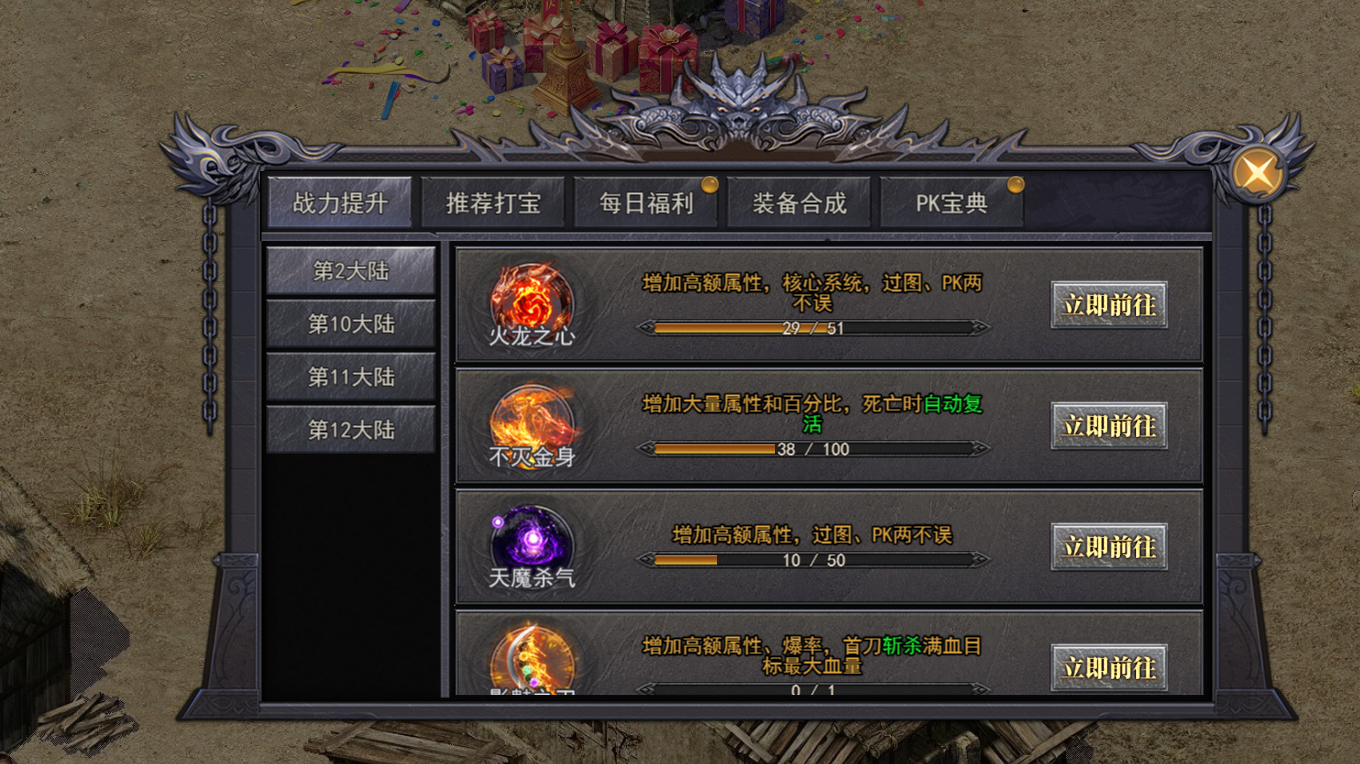 战力提升
推荐打宝
每日福利
装备合成
PK宝典
第2大陆
第10大陆
第11大陆
第12大陆
火龙之心
增加高额属性，核心系统，过图、PK两
不误
29 / 51
立即前往
不灭金身
增加大量属性和百分比，死亡时自动复
活
38 / 100
立即前往
天魔杀气
增加高额属性，过图、PK两不误
10 / 50
立即前往
增加高额属性、爆率，首刀斩杀满血目
标最大血量
0 / 1
立即前往